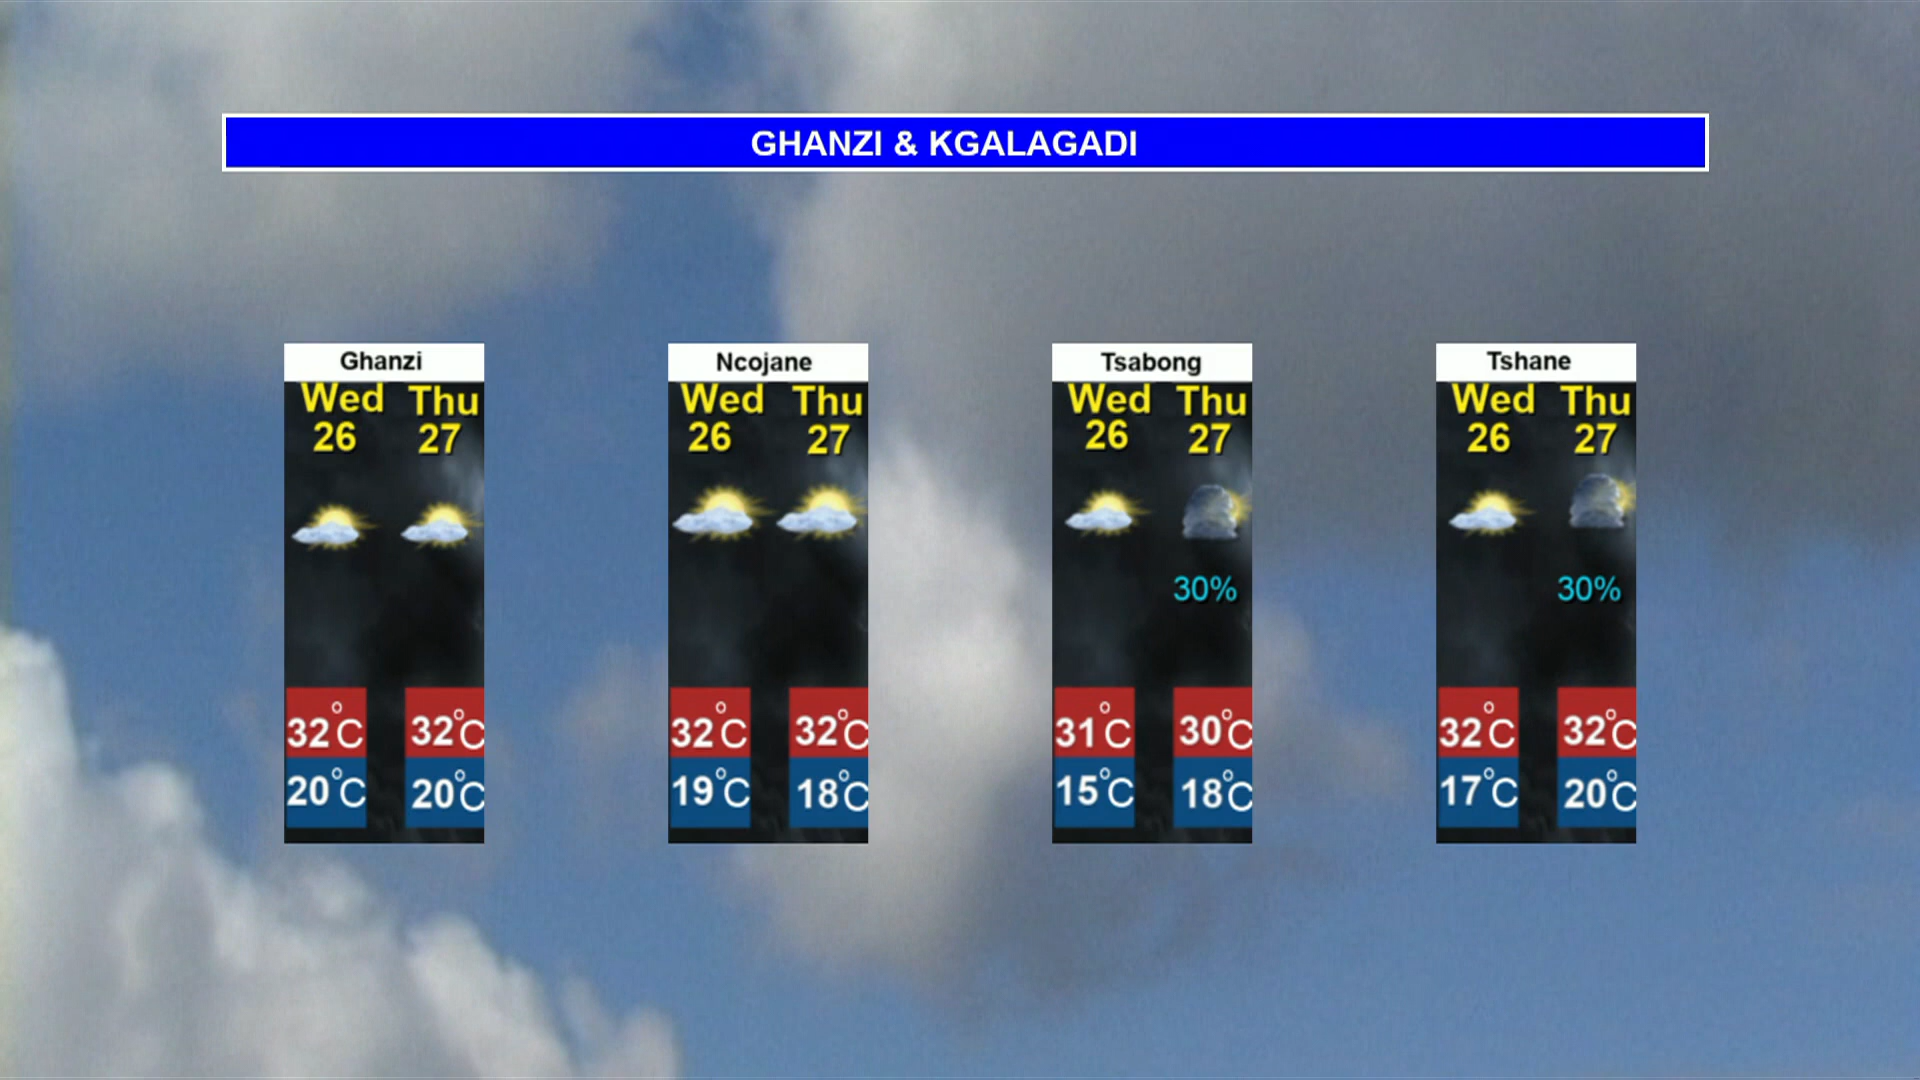 GHANZI & KGALAGADI
Ghanzi
Wed Thu
26 27
32°C 32°C
20°C 20°C
Ncojane
Wed Thu
26 27
32°C 32°C
19°C 18°C
Tsabong
Wed Thu
26 27
30%
31°C 30°C
15°C 18°C
Tshane
Wed Thu
26 27
30%
32°C 32°C
17°C 20°C